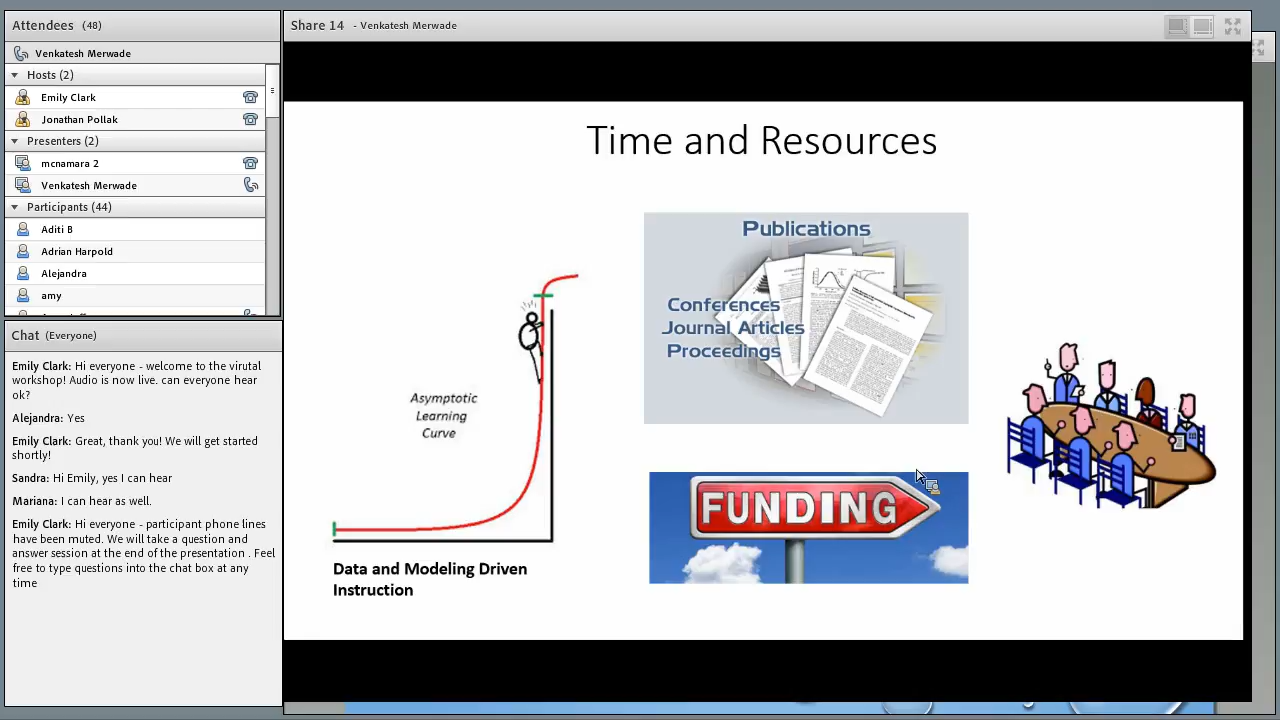 Attendees (48)
Venkatesh Merwade
Hosts (2)
Emily Clark
Jonathan Pollak
Presenters (2)
mcnamara 2
Venkatesh Merwade
Participants (44)
Aditi B
Adrian Harpold
Alejandra
amy
Chat (Everyone)
Emily Clark: Hi everyone - welcome to the virutal
workshop! Audio is now live. can everyone hear
ok?
Alejandra: Yes
Emily Clark: Great, thank you! We will get started
shortly!
Sandra: Hi Emily, yes I can hear
Mariana: I can hear as well.
Emily Clark: Hi everyone - participant phone lines
have been muted. We will take a question and
answer session at the end of the presentation . Feel
free to type questions into the chat box at any
time
Share 14 - Venkatesh Merwade
Time and Resources
Asymptotic
Learning
Curve
Data and Modeling Driven
Instruction
Publications
Conferences
Journal Articles
Proceedings
FUNDING